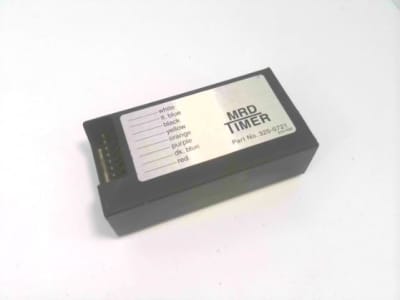 white
lt. blue
black
yellow
orange
purple
dk. blue
red
MRD
TIMER
Part No. 325-0721